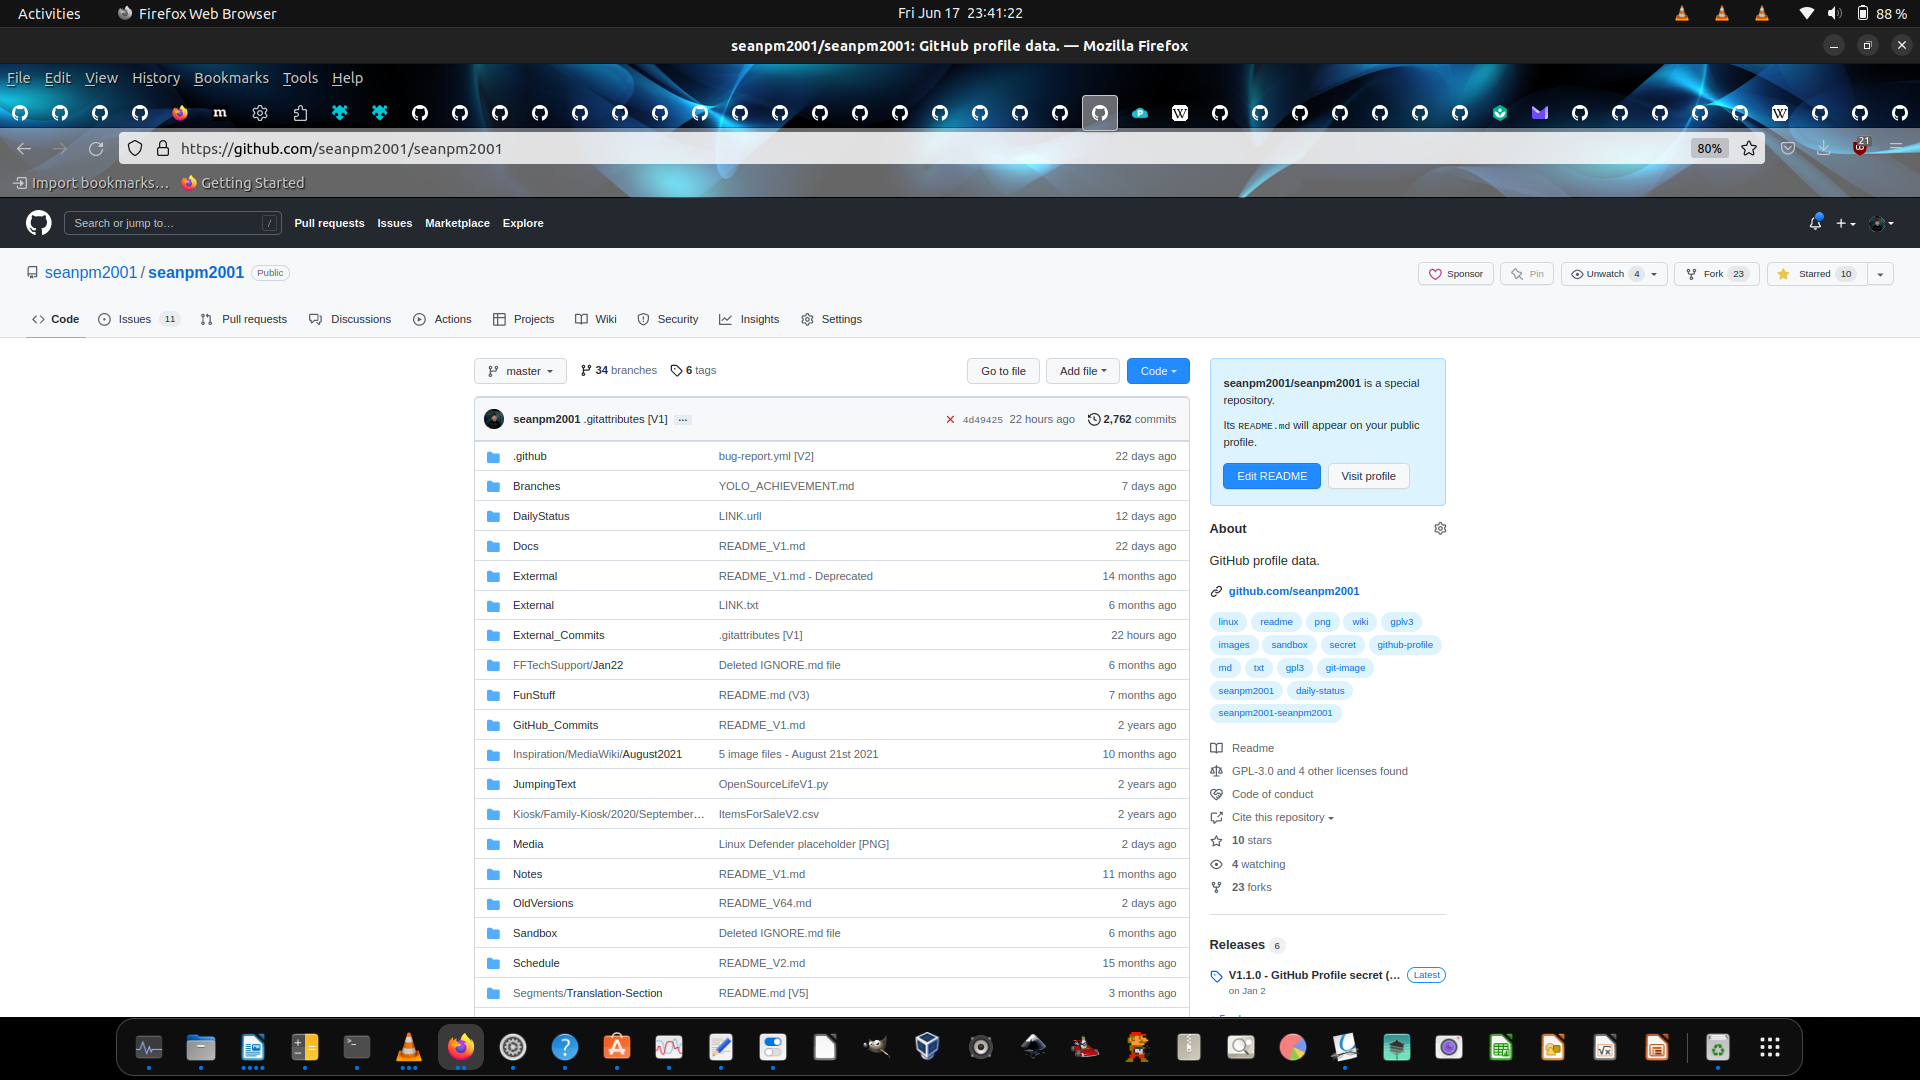 Activities
Firefox Web Browser
Fri Jun 17 23:41:22
88 %
seanpm2001/seanpm2001: GitHub profile data. — Mozilla Firefox
File Edit View History Bookmarks Tools Help
https://github.com/seanpm2001/seanpm2001
80%
21
Import bookmarks...
Getting Started
Search or jump to... /
Pull requests Issues Marketplace Explore
seanpm2001 / seanpm2001 Public
Sponsor
Pin
Unwatch 4
Fork 23
Starred 10
Code
Issues 11
Pull requests
Discussions
Actions
Projects
Wiki
Security
Insights
Settings
master
34 branches
6 tags
Go to file
Add file
Code
seanpm2001 .gitattributes [V1] ...
4d49425 22 hours ago
2,762 commits
.github bug-report.yml [V2] 22 days ago
Branches YOLO_ACHIEVEMENT.md 7 days ago
DailyStatus LINK.urll 12 days ago
Docs README_V1.md 22 days ago
Extermal README_V1.md - Deprecated 14 months ago
External LINK.txt 6 months ago
External_Commits .gitattributes [V1] 22 hours ago
FFTechSupport/Jan22 Deleted IGNORE.md file 6 months ago
FunStuff README.md (V3) 7 months ago
GitHub_Commits README_V1.md 2 years ago
Inspiration/MediaWiki/August2021 5 image files - August 21st 2021 10 months ago
JumpingText OpenSourceLifeV1.py 2 years ago
Kiosk/Family-Kiosk/2020/September... ItemsForSaleV2.csv 2 years ago
Media Linux Defender placeholder [PNG] 2 days ago
Notes README_V1.md 11 months ago
OldVersions README_V64.md 2 days ago
Sandbox Deleted IGNORE.md file 6 months ago
Schedule README_V2.md 15 months ago
Segments/Translation-Section README.md [V5] 3 months ago
seanpm2001/seanpm2001 is a special
repository.
Its README.md will appear on your public
profile.
Edit README
Visit profile
About
GitHub profile data.
github.com/seanpm2001
linux readme png wiki gplv3
images sandbox secret github-profile
md txt gpl3 git-image
seanpm2001 daily-status
seanpm2001-seanpm2001
Readme
GPL-3.0 and 4 other licenses found
Code of conduct
Cite this repository
10 stars
4 watching
23 forks
Releases 6
V1.1.0 - GitHub Profile secret (... Latest
on Jan 2